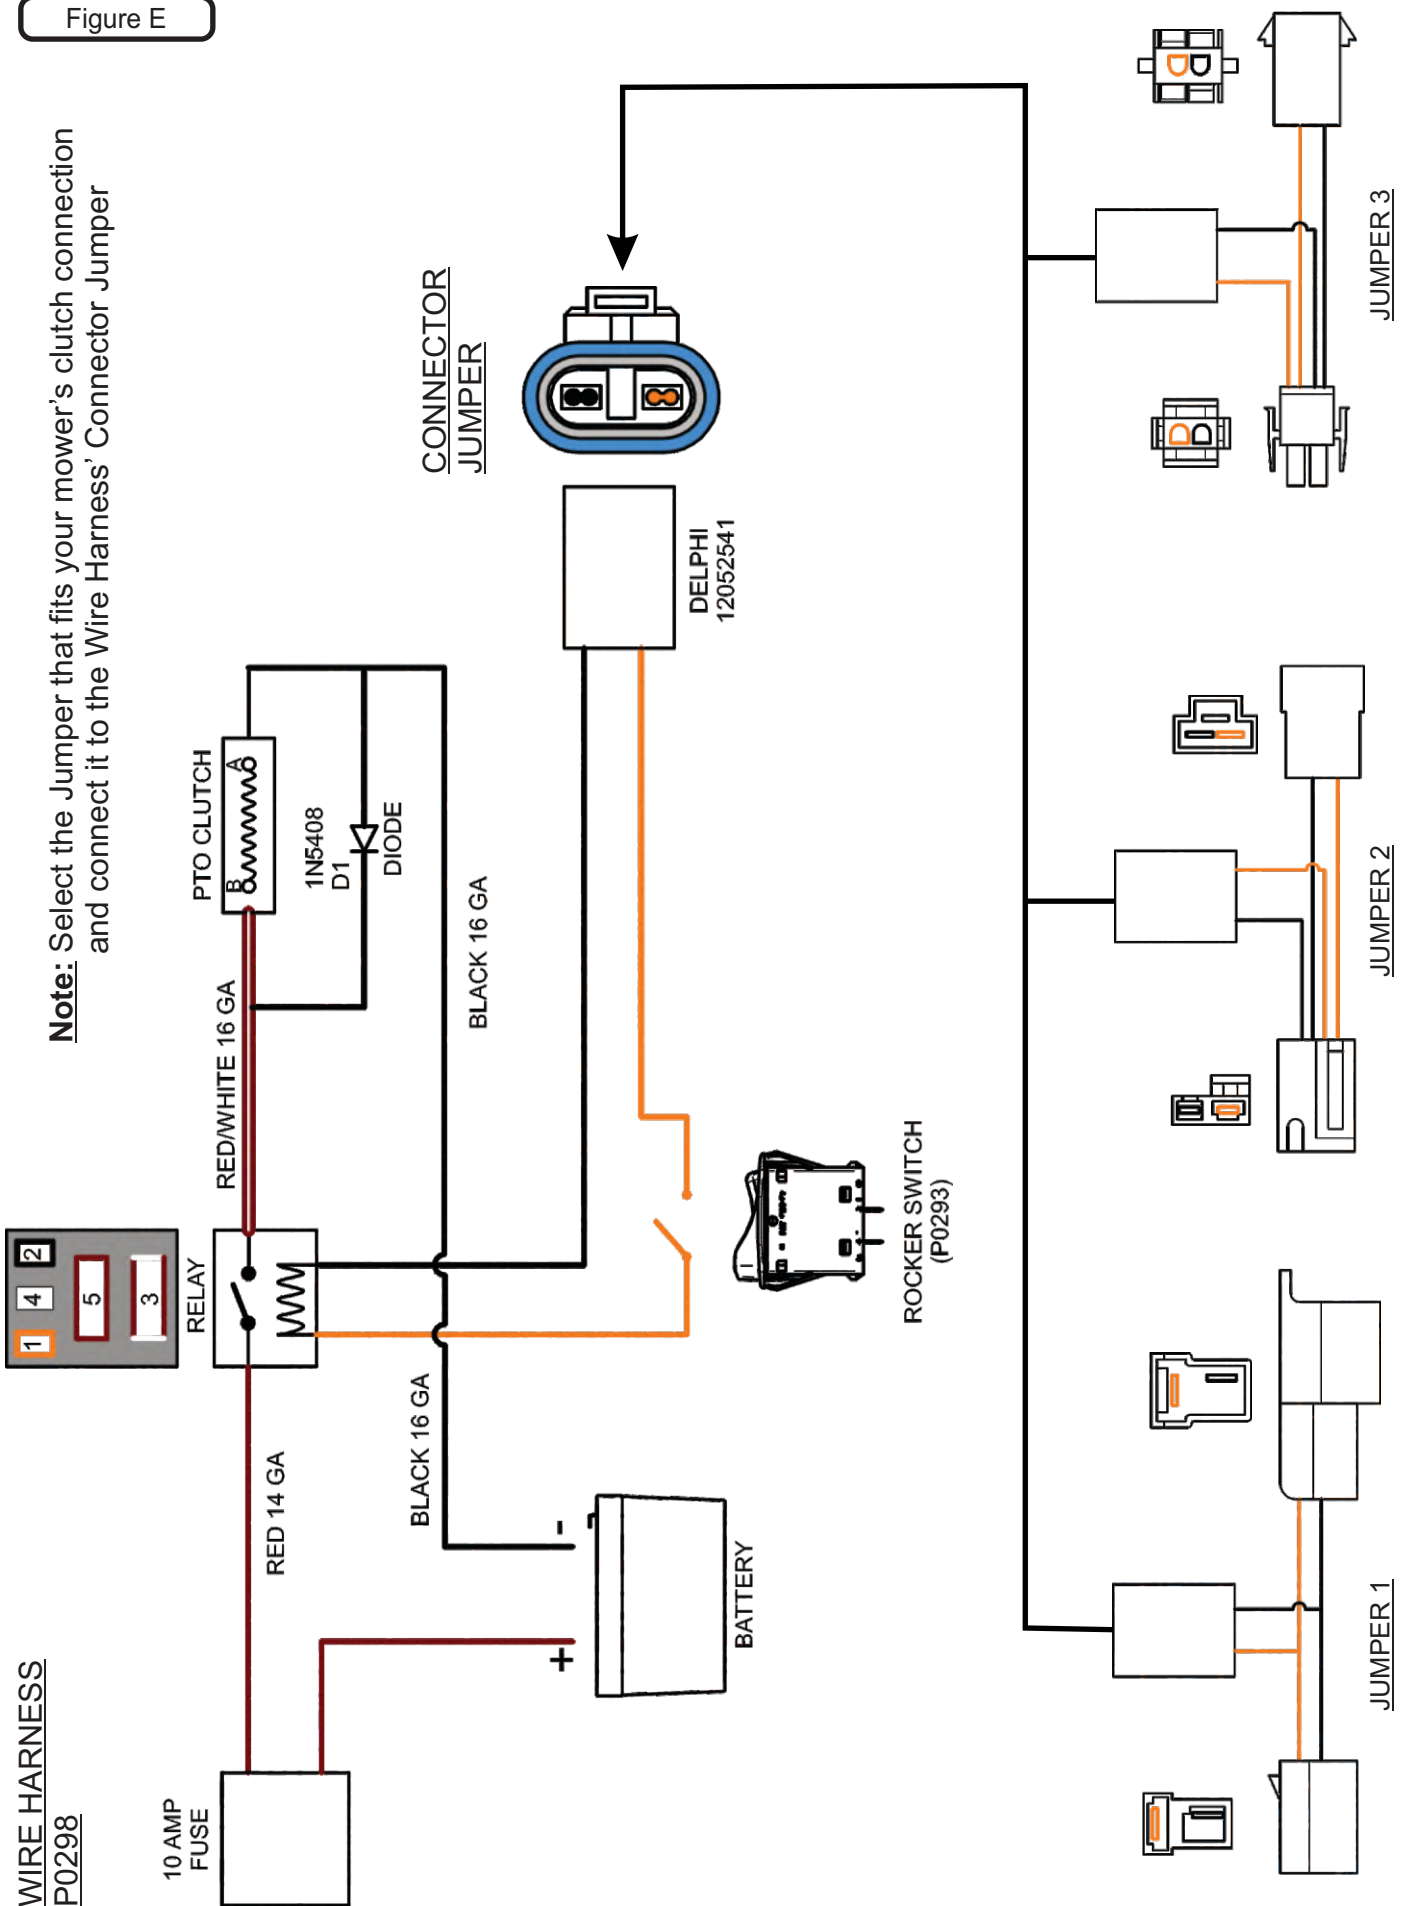 Figure E
WIRE HARNESS
P0298
Note: Select the Jumper that fits your mower’s clutch connection
and connect it to the Wire Harness’ Connector Jumper
10 AMP
FUSE
RED 14 GA
1
4
2
5
3
RELAY
RED/WHITE 16 GA
PTO CLUTCH
B
A
1N5408
D1
DIODE
BLACK 16 GA
BLACK 16 GA
+
-
BATTERY
ROCKER SWITCH
(P0293)
CONNECTOR
JUMPER
DELPHI
12052541
JUMPER 1
JUMPER 2
JUMPER 3